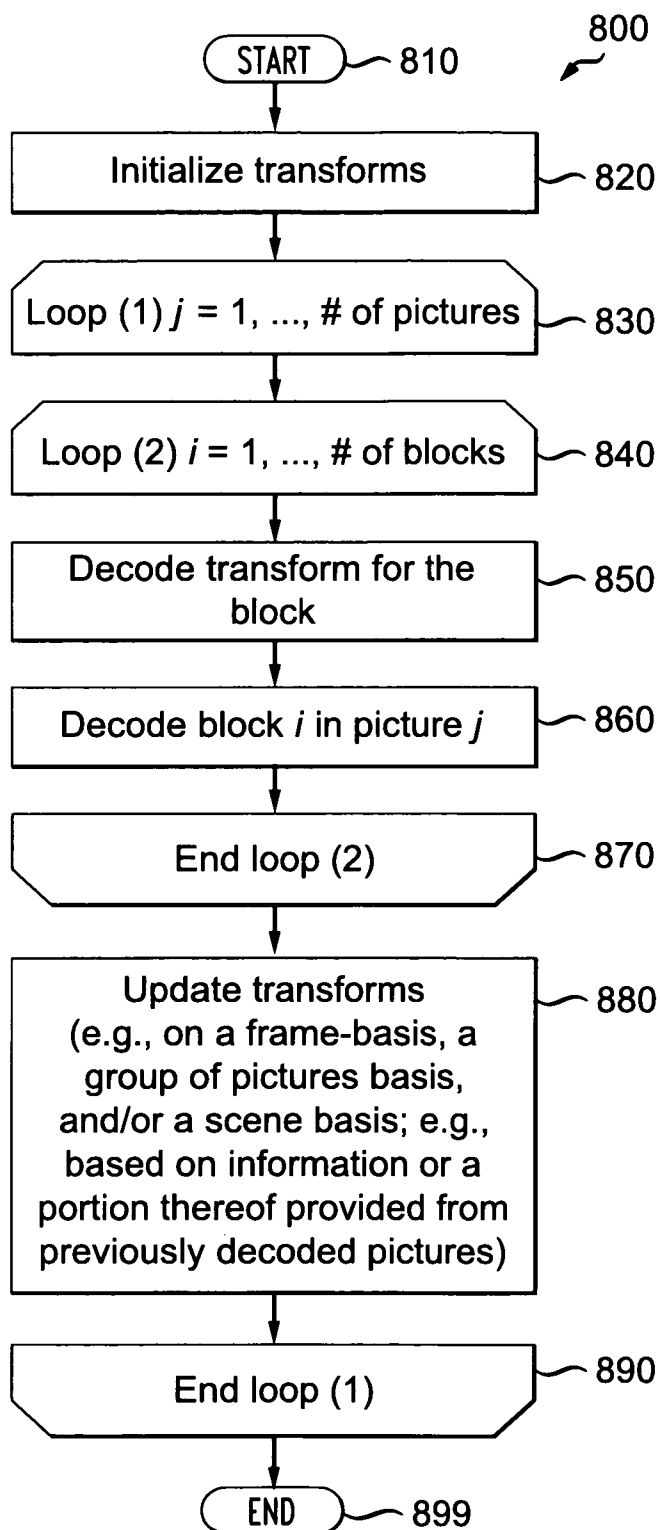 800
START 810
Initialize transforms 820
Loop (1) j = 1, ..., # of pictures 830
Loop (2) i = 1, ..., # of blocks 840
Decode transform for the
block
850
Decode block i in picture j 860
End loop (2) 870
Update transforms 880
(e.g., on a frame-basis, a
group of pictures basis,
and/or a scene basis; e.g.,
based on information or a
portion thereof provided from
previously decoded pictures)
End loop (1) 890
END 899